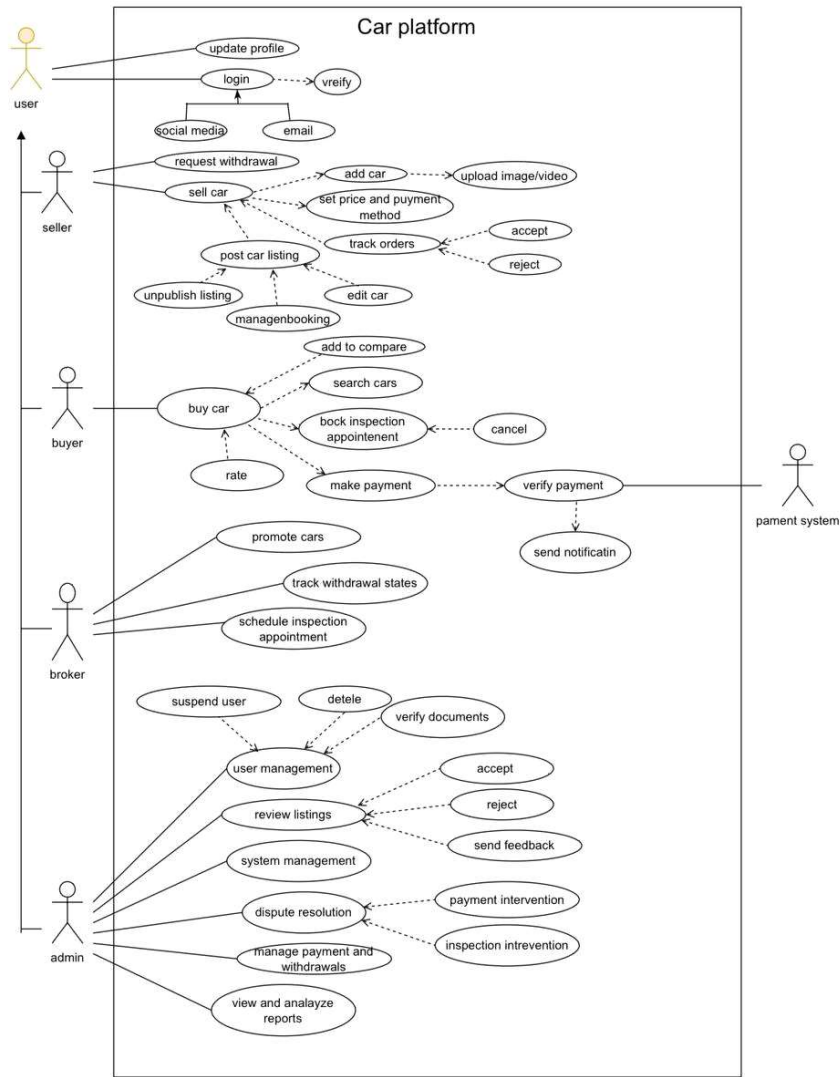 Car platform
update profile
login
vreify
user
social media
email
request withdrawal
add car
upload image/video
sell car
set price and puyment
method
seller
accept
track orders
post car listing
reject
unpublish listing
edit car
managenbooking
add to compare
search cars
buy car
bock inspection
appointenent
cancel
buyer
rate
make payment
verify payment
pament system
promote cars
send notificatin
track withdrawal states
schedule inspection
appointment
broker
suspend user
detele
verify documents
user management
accept
review listings
reject
send feedback
system management
payment intervention
dispute resolution
inspection intrevention
manage payment and
withdrawals
admin
view and analayze
reports